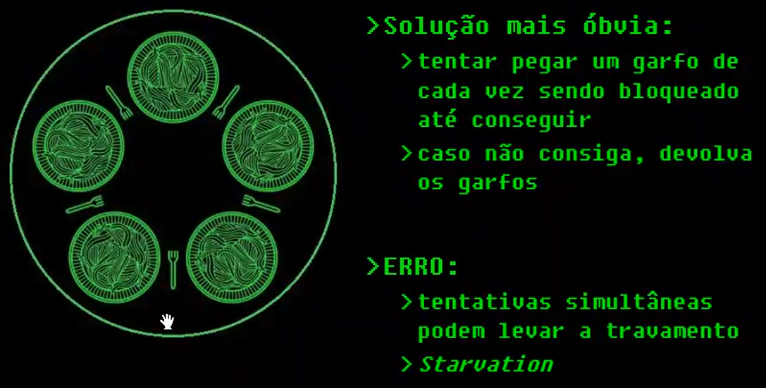 >Solução mais óbvia:
>tentar pegar um garfo de
cada vez sendo bloqueado
até conseguir
>caso não consiga, devolva
os garfos
>ERRO:
>tentativas simultâneas
podem levar a travamento
>Starvation